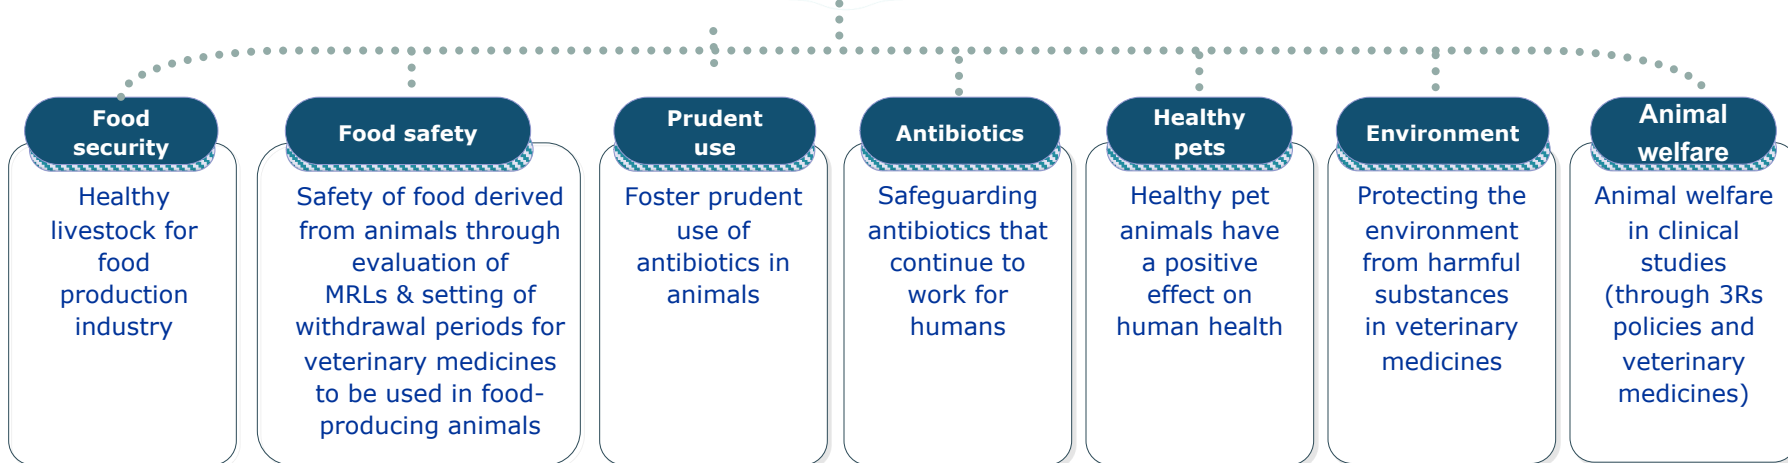 Food
security
Healthy
livestock for
food
production
industry
Food safety
Safety of food derived
from animals through
evaluation of
MRLs & setting of
withdrawal periods for
veterinary medicines
to be used in food-
producing animals
Prudent
use
Foster prudent
use of
antibiotics in
animals
Antibiotics
Safeguarding
antibiotics that
continue to
work for
humans
Healthy
pets
Healthy pet
animals have
a positive
effect on
human health
Environment
Protecting the
environment
from harmful
substances
in veterinary
medicines
Animal
welfare
Animal welfare
in clinical
studies
(through 3Rs
policies and
veterinary
medicines)